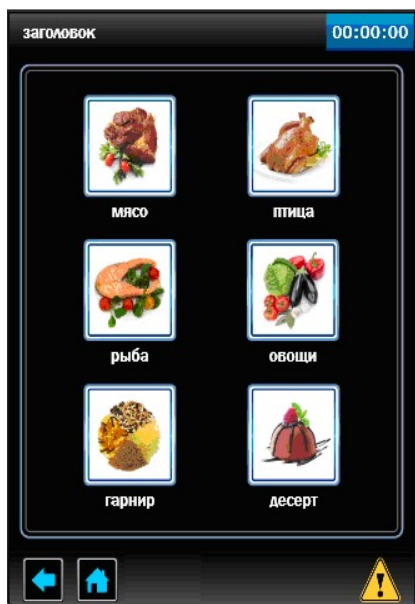 заголовок 00:00:00
мясо птица
рыба овощи
гарнир десерт